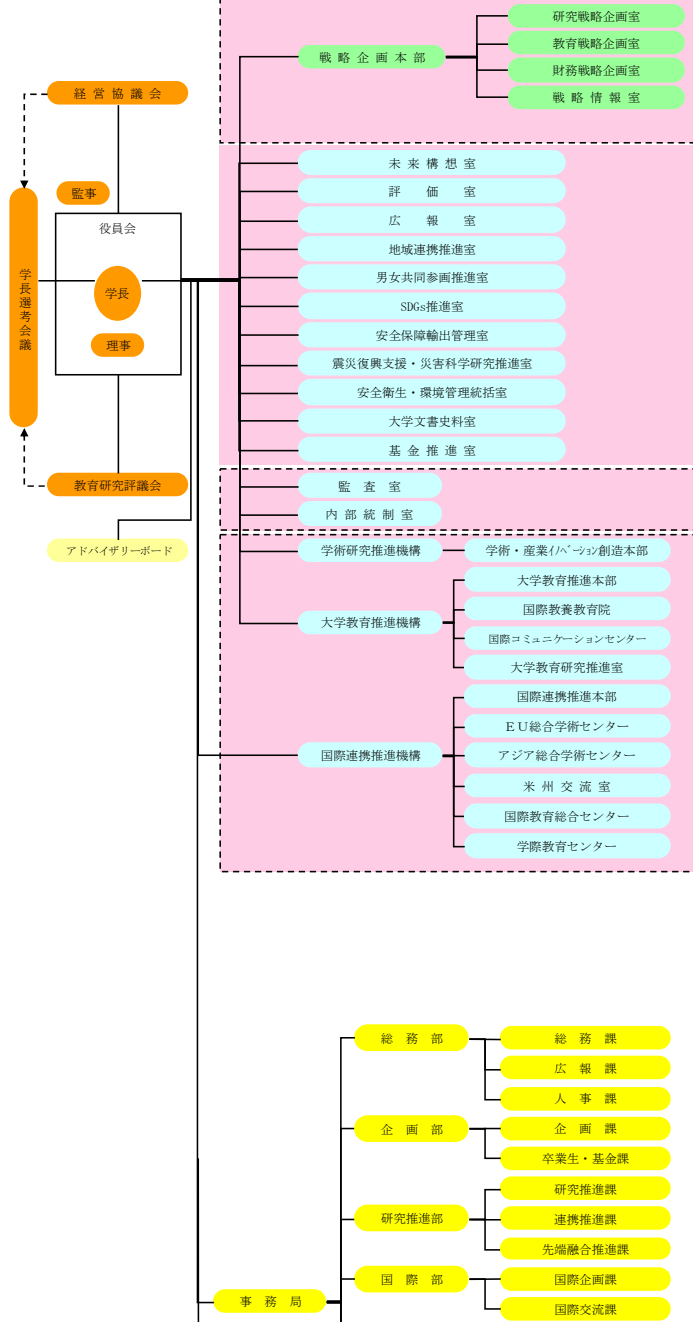 経営協議会
監事
役員会
学長
理事
学長選考会議
教育研究評議会
アドバイザリーボード
戦略企画本部
研究戦略企画室
教育戦略企画室
財務戦略企画室
戦略情報室
未来構想室
評価室
広報室
地域連携推進室
男女共同参画推進室
SDGs推進室
安全保障輸出管理室
震災復興支援・災害科学研究推進室
安全衛生・環境管理統括室
大学文書史料室
基金推進室
監査室
内部統制室
学術研究推進機構
学術・産業ｲﾉﾍﾞｰｼｮﾝ創造本部
大学教育推進機構
大学教育推進本部
国際教養教育院
国際コミュニケーションセンター
大学教育研究推進室
国際連携推進機構
国際連携推進本部
ＥＵ総合学術センター
アジア総合学術センター
米州交流室
国際教育総合センター
学際教育センター
事務局
総務部
総務課
広報課
人事課
企画部
企画課
卒業生・基金課
研究推進部
研究推進課
連携推進課
先端融合推進課
国際部
国際企画課
国際交流課